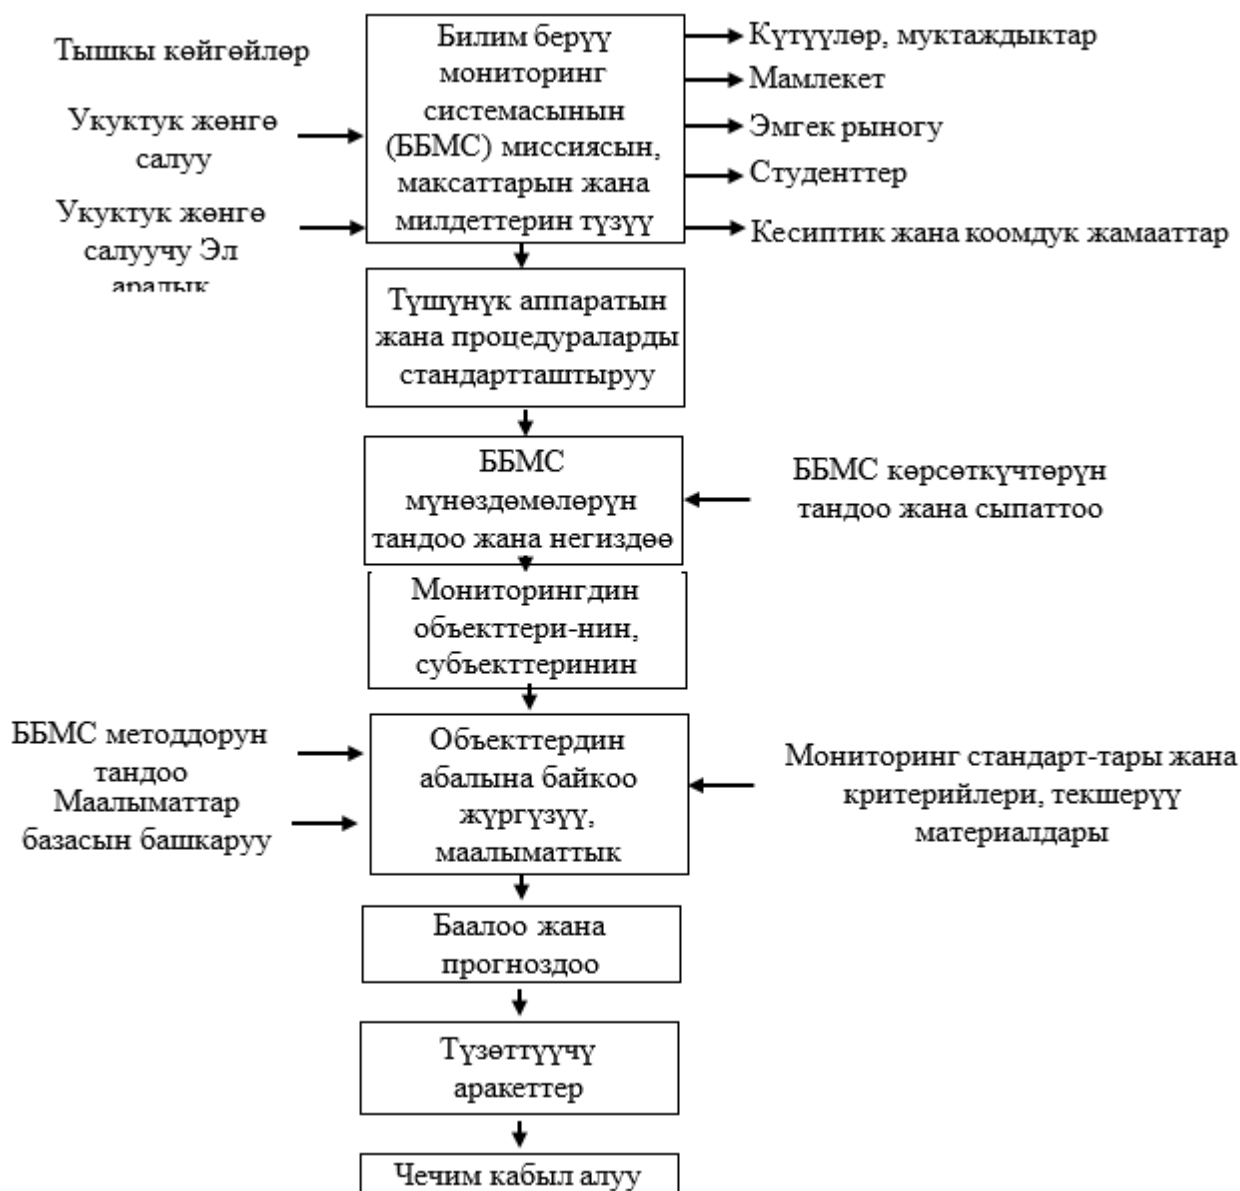 Тышкы көйгөйлөр
Укуктук жөнгө
салуу
Укуктук жөнгө
салуучу Эл
аралык
Билим берүү
мониторинг
системасынын
(ББМС) миссиясын,
максаттарын жана
милдеттерин түзүү
Күтүүлөр, муктаждыктар
Мамлекет
Эмгек рыногу
Студенттер
Кесиптик жана коомдук жамааттар
Түшүнүк аппаратын
жана процедураларды
стандартташтыруу
ББМС
мүнөздөмөлөрүн
тандоо жана негиздөө
ББМС көрсөткүчтөрүн
тандоо жана сыпаттоо
Мониторингдин
объекттери-нин,
субъекттеринин
ББМС методдорун
тандоо
Маалыматтар
базасын башкаруу
Объекттердин
абалына байкоо
жүргүзүү,
маалыматтык
Мониторинг стандарт-тары жана
критерийлери, текшерүү
материалдары
Баалоо жана
прогноздоо
Түзөттүүчү
аракеттер
Чечим кабыл алуу